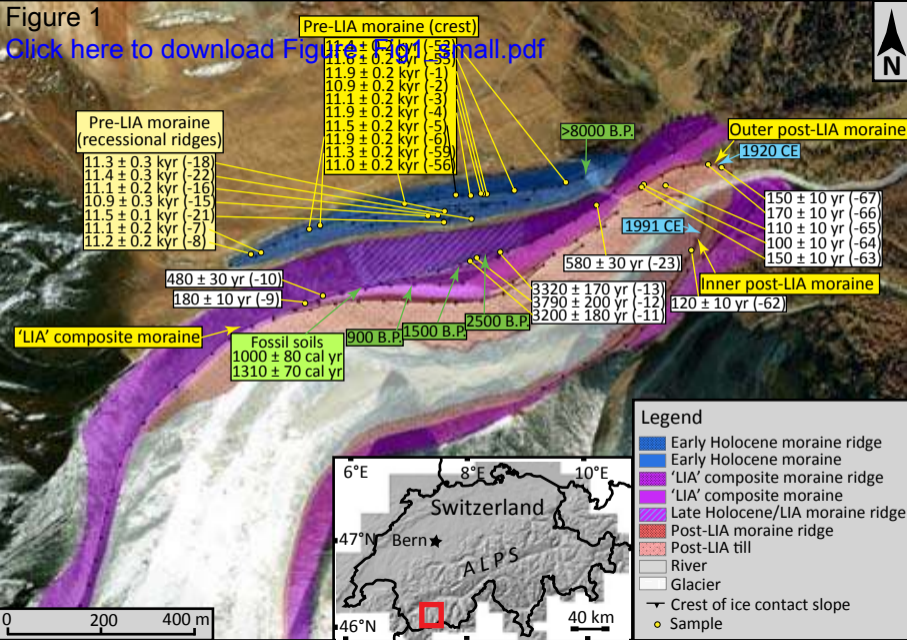 Figure 1
Click here to download Figure: Fig1_small.pdf
Pre-LIA moraine (crest)
11.4 ± 0.2 kyr (-52)
11.6 ± 0.2 kyr (-55)
11.9 ± 0.2 kyr (-1)
10.9 ± 0.2 kyr (-2)
11.1 ± 0.2 kyr (-3)
11.9 ± 0.2 kyr (-4)
11.5 ± 0.2 kyr (-5)
11.9 ± 0.2 kyr (-6)
11.3 ± 0.2 kyr (-59)
11.0 ± 0.2 kyr (-56)
N
Pre-LIA moraine
(recessional ridges)
11.3 ± 0.3 kyr (-18)
11.4 ± 0.3 kyr (-22)
11.1 ± 0.2 kyr (-16)
10.9 ± 0.3 kyr (-15)
11.5 ± 0.1 kyr (-21)
11.1 ± 0.2 kyr (-7)
11.2 ± 0.2 kyr (-8)
>8000 B.P.
Outer post-LIA moraine
1920 CE
150 ± 10 yr (-67)
170 ± 10 yr (-66)
110 ± 10 yr (-65)
100 ± 10 yr (-64)
150 ± 10 yr (-63)
1991 CE
580 ± 30 yr (-23)
Inner post-LIA moraine
120 ± 10 yr (-62)
480 ± 30 yr (-10)
180 ± 10 yr (-9)
3320 ± 170 yr (-13)
3790 ± 200 yr (-12)
3200 ± 180 yr (-11)
'LIA' composite moraine
Fossil soils
1000 ± 80 cal yr
1310 ± 70 cal yr
900 B.P.
1500 B.P.
2500 B.P.
Legend
Early Holocene moraine ridge
Early Holocene moraine
'LIA' composite moraine ridge
'LIA' composite moraine
Late Holocene/LIA moraine ridge
Post-LIA moraine ridge
Post-LIA till
River
Glacier
Crest of ice contact slope
Sample
6°E
8°E
10°E
Switzerland
47°N
Bern
ALPS
46°N
40 km
0
200
400 m